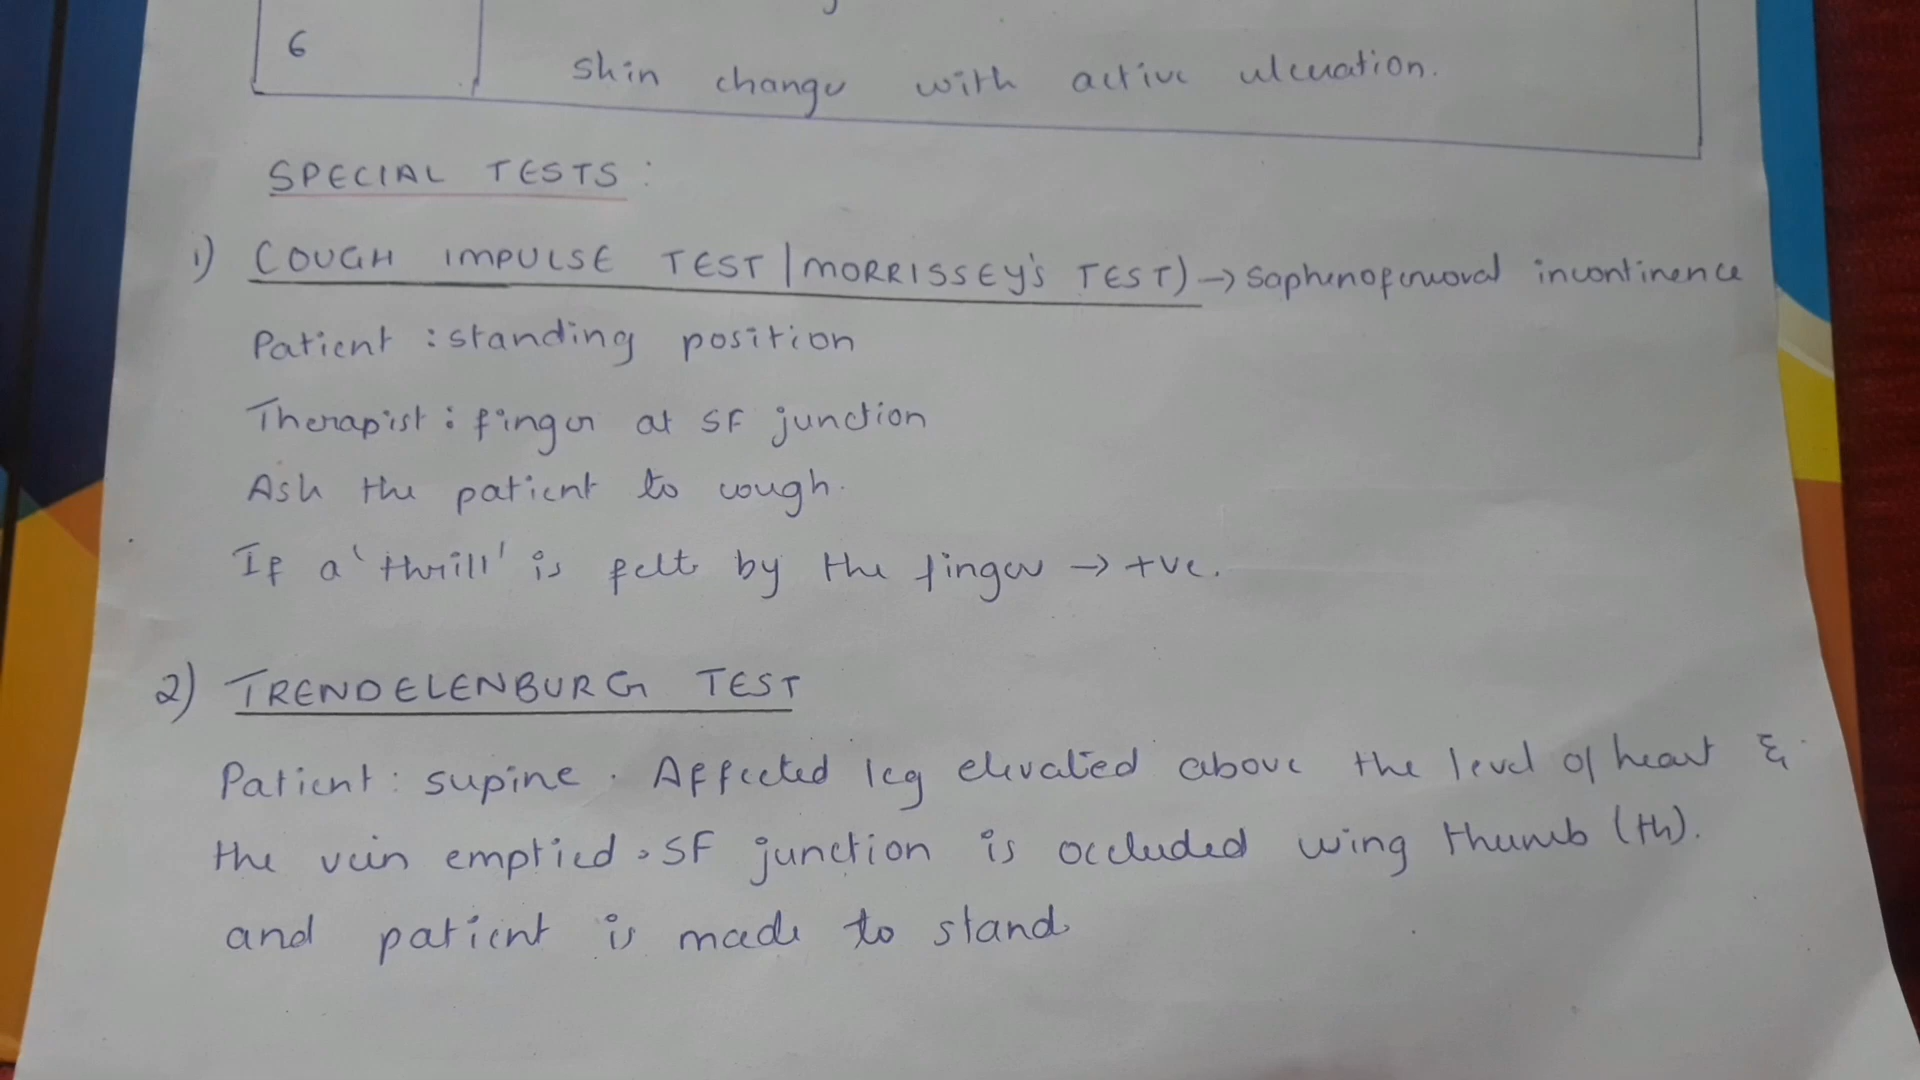 6
skin change with active ulceration.
SPECIAL TESTS :
1) COUGH IMPULSE TEST | MORRISSEY'S TEST) → Saphenofemoral incontinence
Patient : standing position
Therapist : finger at SF junction
Ask the patient to cough.
If a 'thrill' is felt by the finger → +ve.
2) TRENDELENBURG TEST
Patient : supine . Affected leg elevated above the level of heart &
the vein emptied . SF junction is occluded using thumb (th).
and patient is made to stand